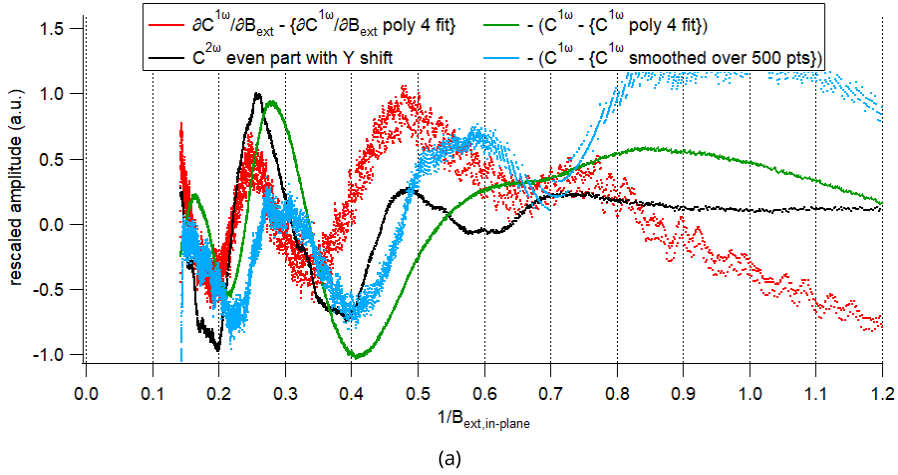 ∂C^1ω/∂B_ext - {∂C^1ω/∂B_ext poly 4 fit} - (C^1ω - {C^1ω poly 4 fit})
C^2ω even part with Y shift - (C^1ω - {C^1ω smoothed over 500 pts})
1.5
1.0
0.5
0.0
-0.5
-1.0
rescaled amplitude (a.u.)
0.0 0.1 0.2 0.3 0.4 0.5 0.6 0.7 0.8 0.9 1.0 1.1 1.2
1/B_ext,in-plane
(a)